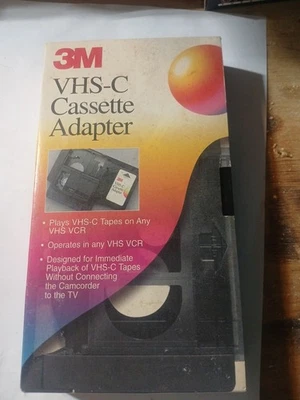 3M
VHS-C
Cassette
Adapter
3M
• Plays VHS-C Tapes on Any
VHS VCR
• Operates in any VHS VCR
• Designed for Immediate
Playback of VHS-C Tapes
Without Connecting
the Camcorder
to the TV